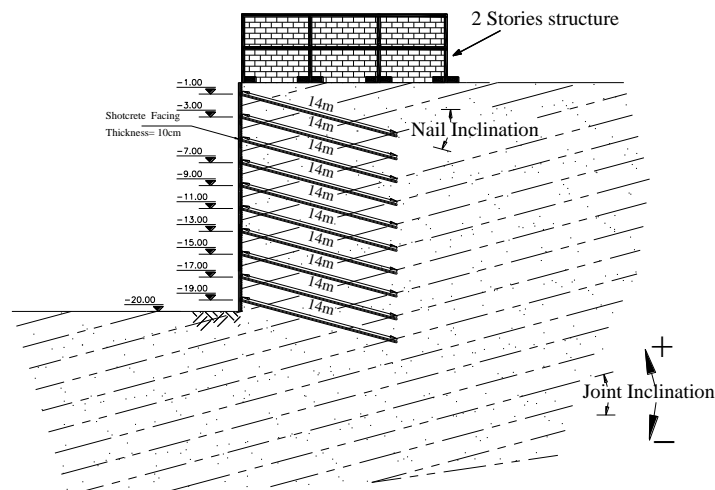 2 Stories structure
-1.00
-3.00
Shotcrete Facing
Thickness= 10cm
-7.00
-9.00
-11.00
-13.00
-15.00
-17.00
-19.00
-20.00
14m
14m
14m
14m
14m
14m
14m
14m
14m
14m
Nail Inclination
+
Joint Inclination
−